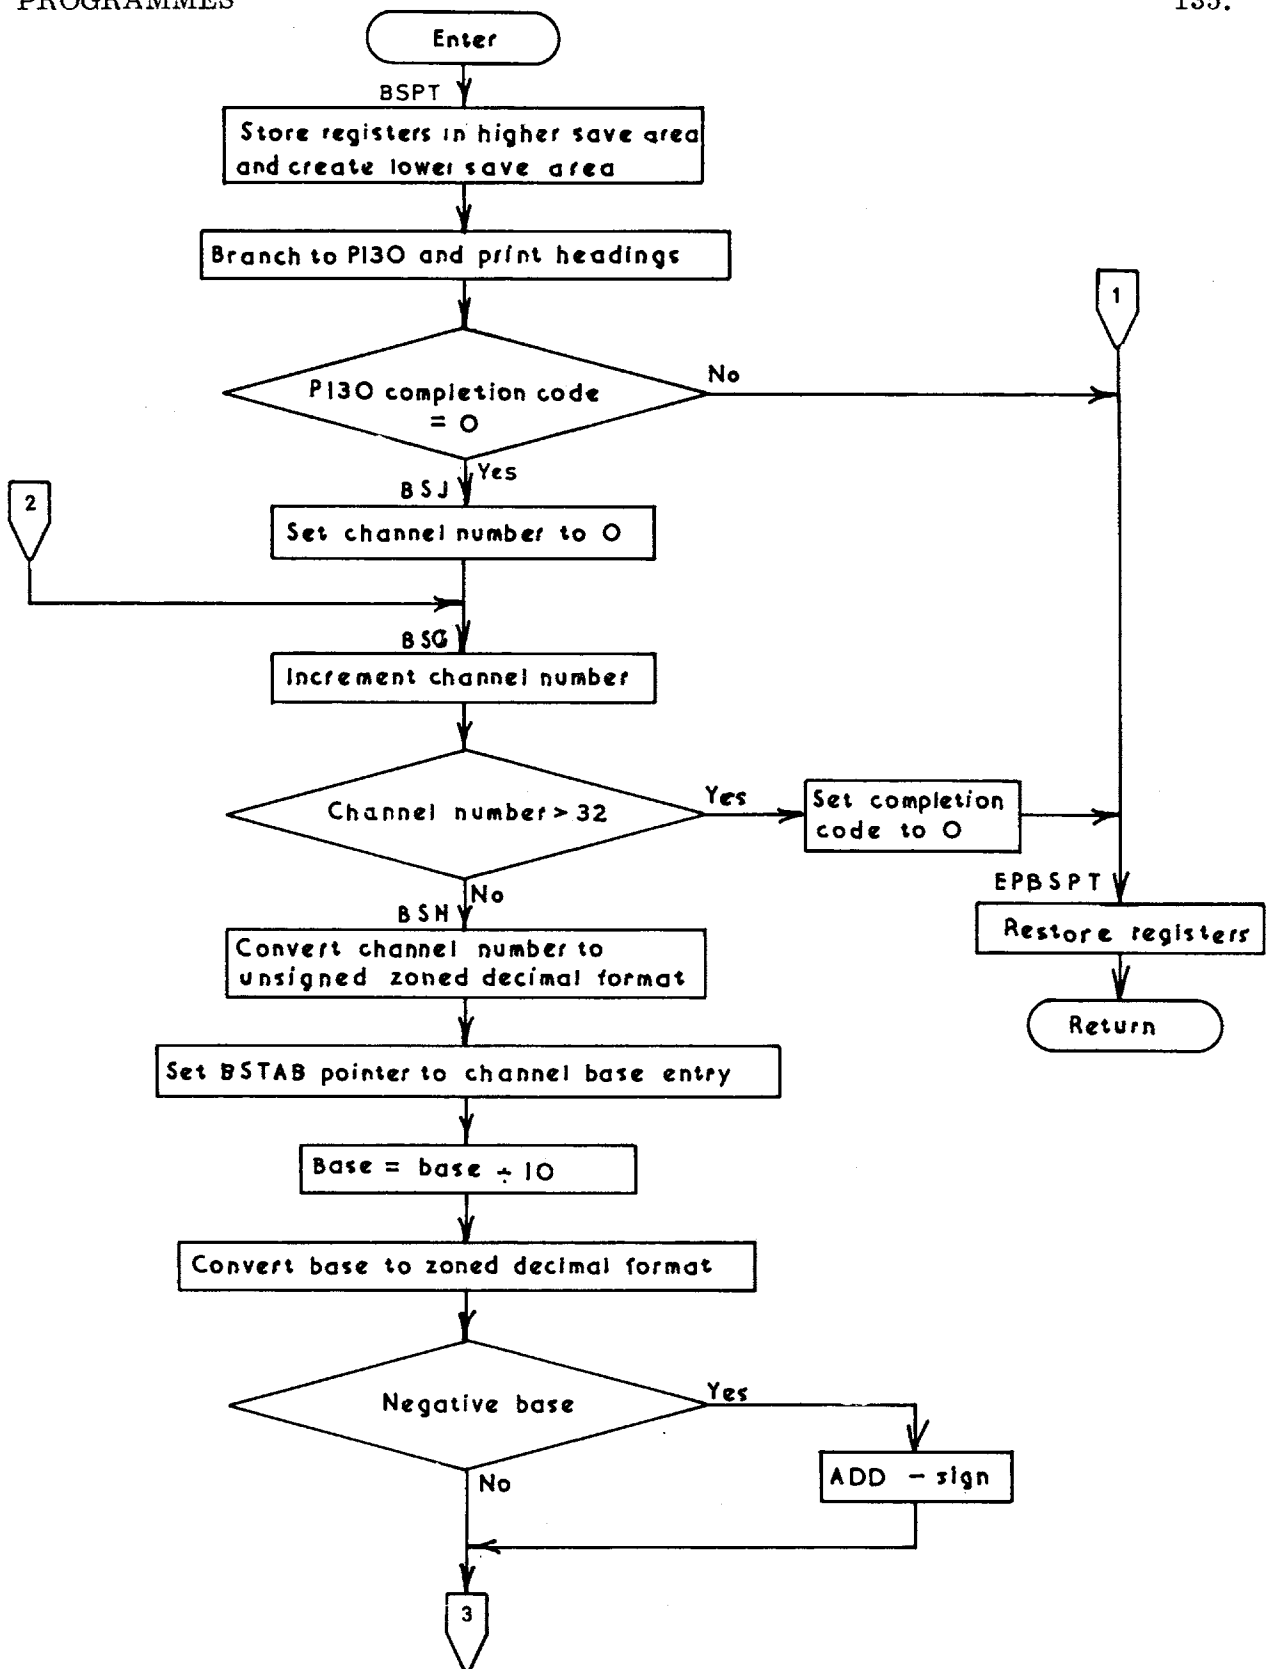 PROGRAMMES
135.
Enter
BSPT
Store registers in higher save area
and create lower save area
Branch to P130 and print headings
1
P130 completion code
= 0
No
Yes
BSJ
2
Set channel number to 0
BSG
Increment channel number
Channel number > 32
Yes
Set completion
code to 0
No
BSH
EPBSPT
Restore registers
Convert channel number to
unsigned zoned decimal format
Return
Set BSTAB pointer to channel base entry
Base = base ÷ 10
Convert base to zoned decimal format
Negative base
Yes
No
ADD - sign
3